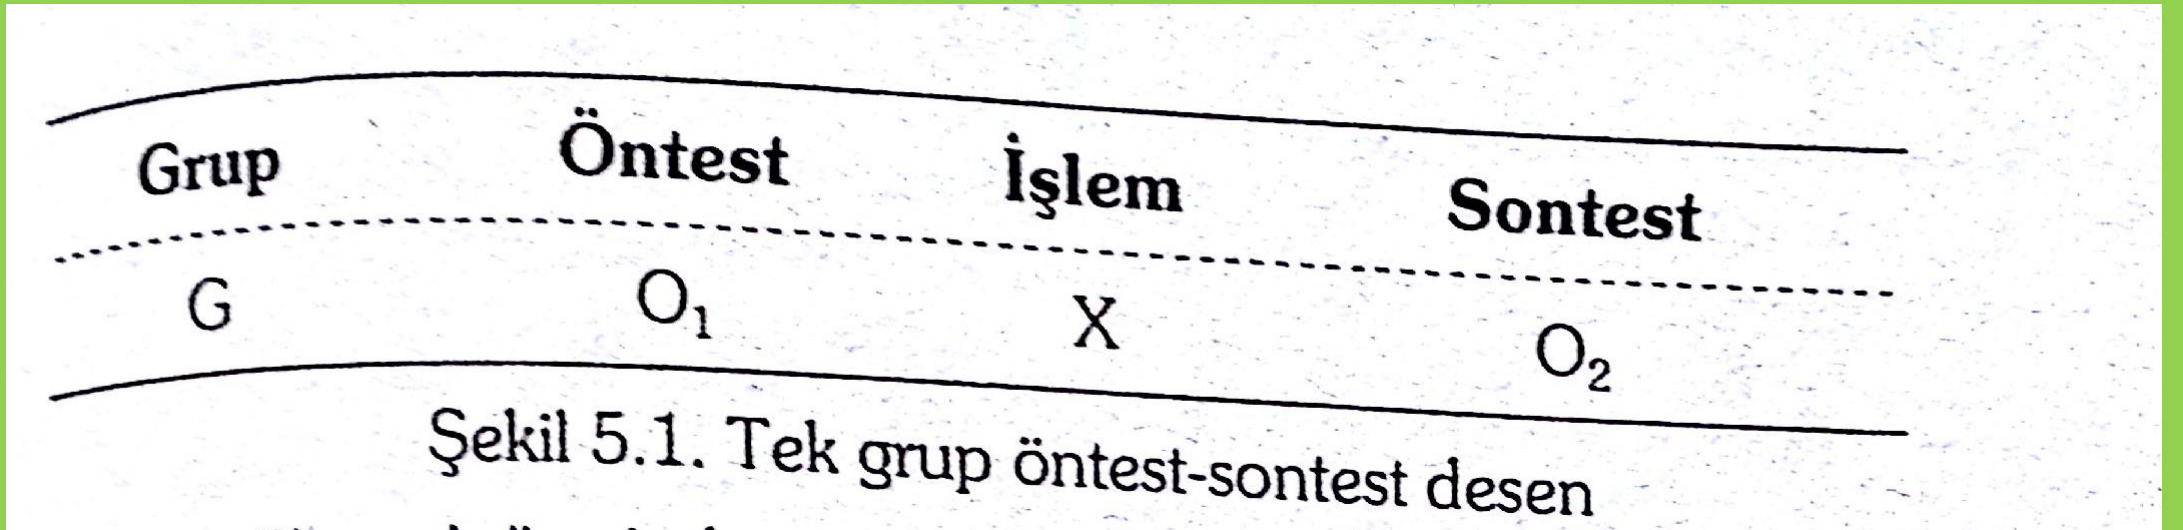 Grup Öntest İşlem Sontest
G O₁ X O₂
Şekil 5.1. Tek grup öntest-sontest desen